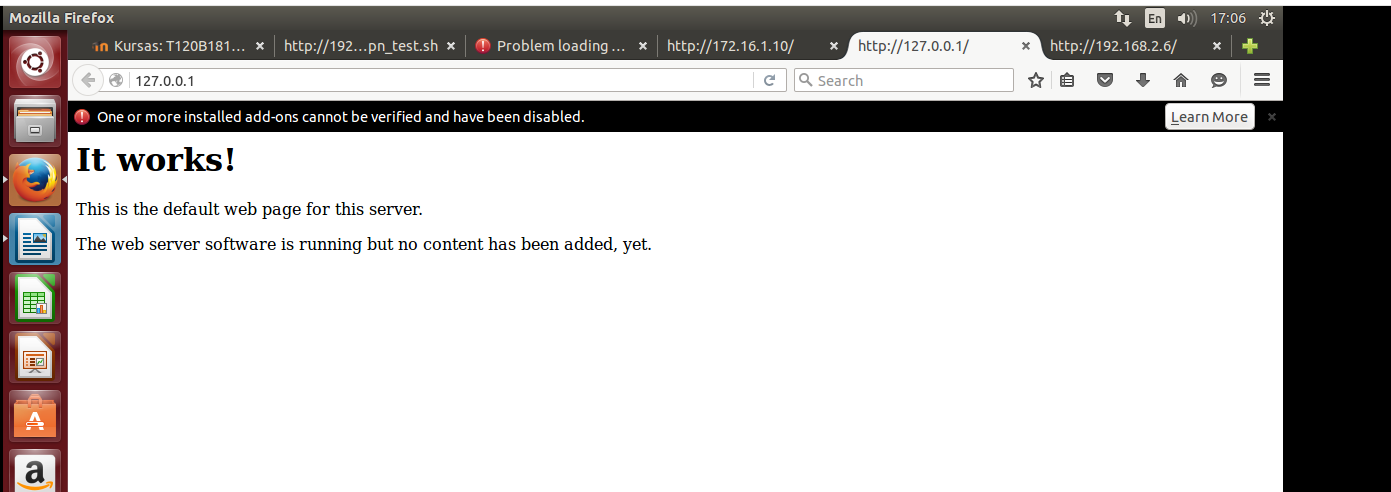 Mozilla Firefox
En
17:06
Kursas: T120B181...
http://192...pn_test.sh
Problem loading ...
http://172.16.1.10/
http://127.0.0.1/
http://192.168.2.6/
127.0.0.1
Search
One or more installed add-ons cannot be verified and have been disabled.
Learn More
It works!
This is the default web page for this server.
The web server software is running but no content has been added, yet.